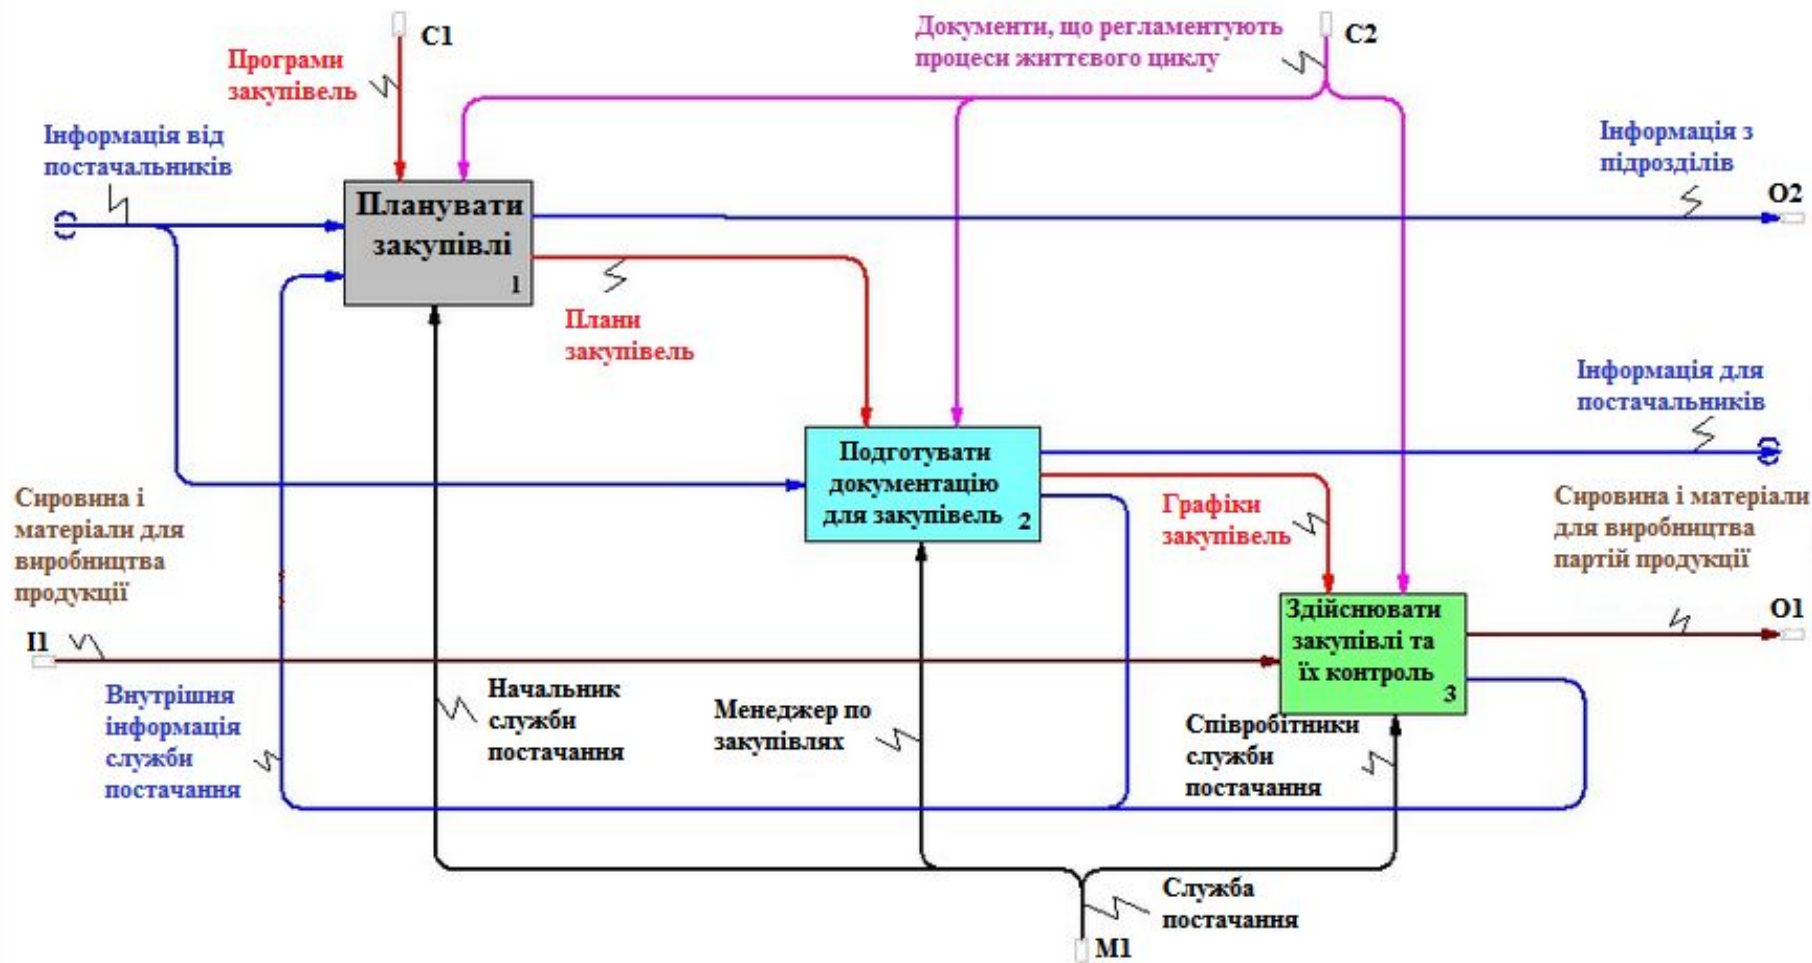 C1
Програми
закупівель
Документи, що регламентують
процеси життєвого циклу
C2
Інформація від
постачальників
Інформація з
підрозділів
O2
Планувати
закупівлі
1
Плани
закупівель
Інформація для
постачальників
Подготувати
документацію
для закупівель 2
Графіки
закупівель
Сировина і
матеріали для
виробництва
продукції
Сировина і матеріали
для виробництва
партій продукції
I1
O1
Здійснювати
закупівлі та
їх контроль
3
Внутрішня
інформація
служби
постачання
Начальник
служби
постачання
Менеджер по
закупівлях
Співробітники
служби
постачання
Служба
постачання
M1